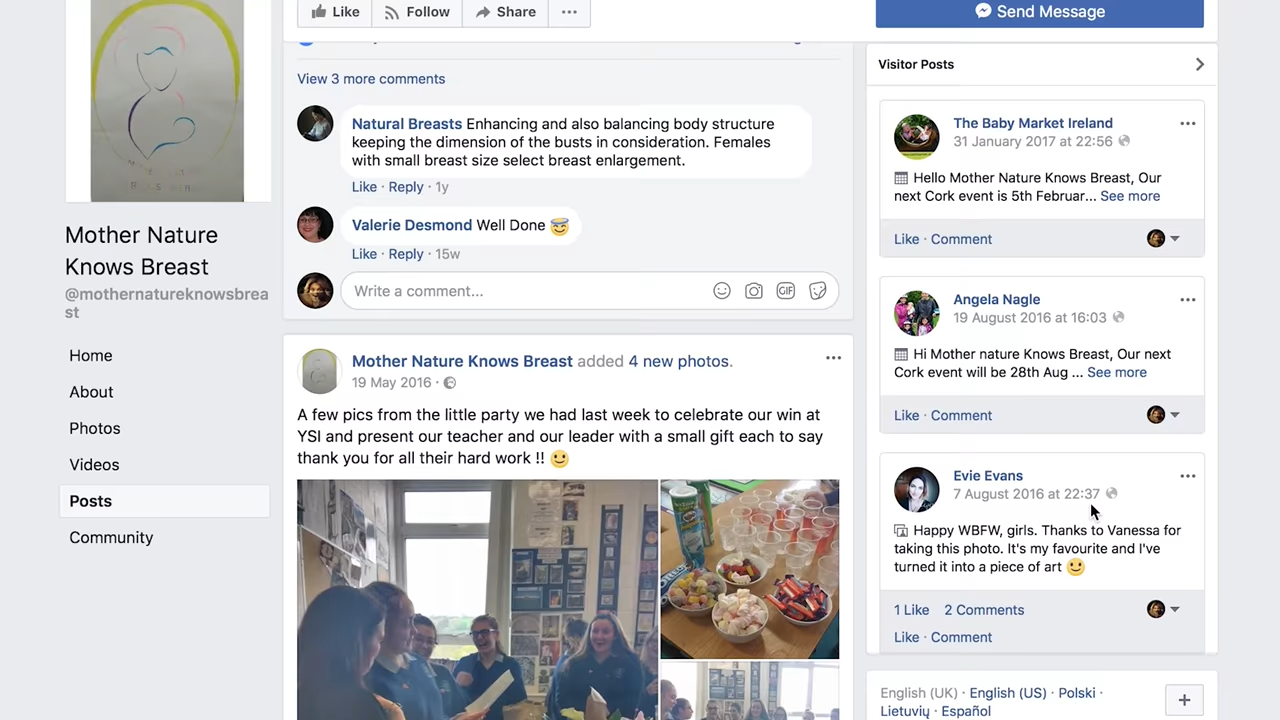 Like
Follow
Share
Send Message
Mother Nature
Knows Breast
@mothernatureknowsbrea
st
Home
About
Photos
Videos
Posts
Community
View 3 more comments
Natural Breasts Enhancing and also balancing body structure
keeping the dimension of the busts in consideration. Females
with small breast size select breast enlargement.
Like · Reply · 1y
Valerie Desmond Well Done
Like · Reply · 15w
Write a comment...
GIF
Mother Nature Knows Breast added 4 new photos.
19 May 2016 ·
A few pics from the little party we had last week to celebrate our win at
YSI and present our teacher and our leader with a small gift each to say
thank you for all their hard work !!
Visitor Posts
The Baby Market Ireland
31 January 2017 at 22:56
Hello Mother Nature Knows Breast, Our
next Cork event is 5th Februar... See more
Like · Comment
Angela Nagle
19 August 2016 at 16:03
Hi Mother nature Knows Breast, Our next
Cork event will be 28th Aug ... See more
Like · Comment
Evie Evans
7 August 2016 at 22:37
Happy WBFW, girls. Thanks to Vanessa for
taking this photo. It's my favourite and I've
turned it into a piece of art
1 Like 2 Comments
Like · Comment
English (UK) · English (US) · Polski ·
Lietuvių · Español